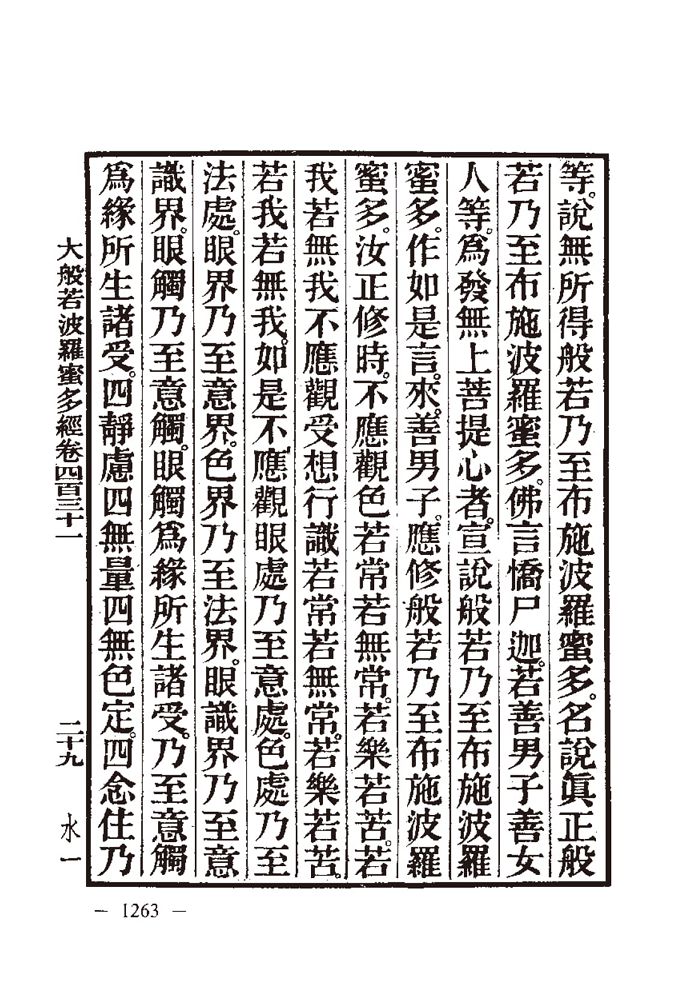 等。說無所得般若乃至布施波羅蜜多。名說眞正般
若乃至布施波羅蜜多。佛言憍尸迦。若善男子善女
人等。爲發無上菩提心者。宣說般若乃至布施波羅
蜜多。作如是言。來。善男子。應修般若乃至布施波羅
蜜多。汝正修時。不應觀色若常若無常。若樂若苦。若
我若無我。不應觀受想行識若常若無常。若樂若苦。
若我若無我。如是不應觀眼處乃至意處。色處乃至
法處。眼界乃至意界。色界乃至法界。眼識界乃至意
識界。眼觸乃至意觸。眼觸爲緣所生諸受。乃至意觸
爲緣所生諸受。四靜慮四無量四無色定。四念住乃
大般若波羅蜜多經卷四百三十一 二十九 水一
— 1263 —